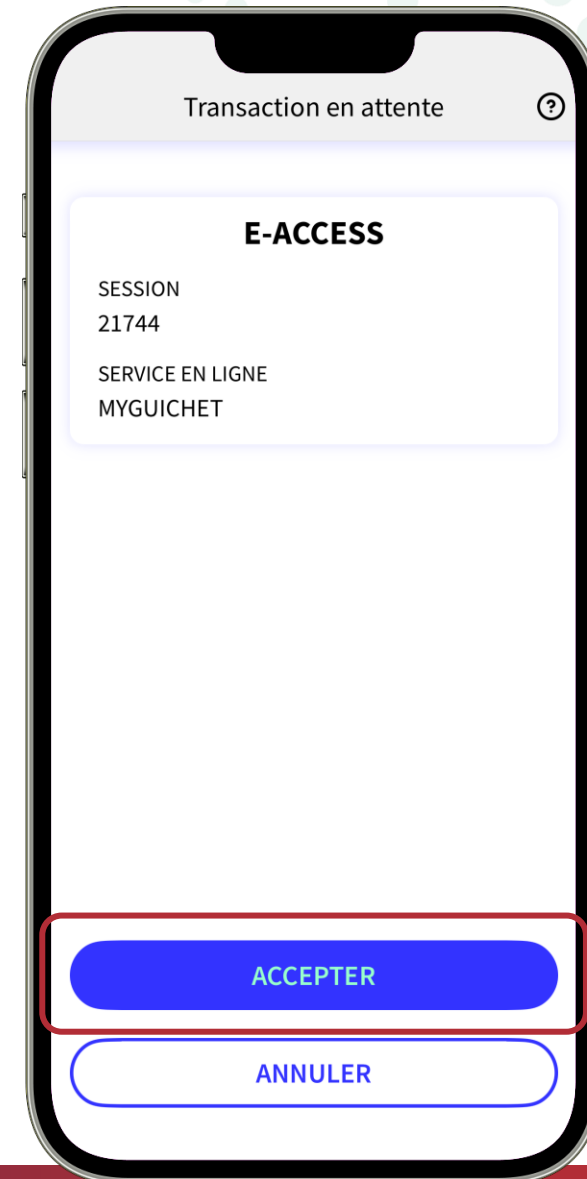 Transaction en attente ?
E-ACCESS
SESSION
21744
SERVICE EN LIGNE
MYGUICHET
ACCEPTER
ANNULER